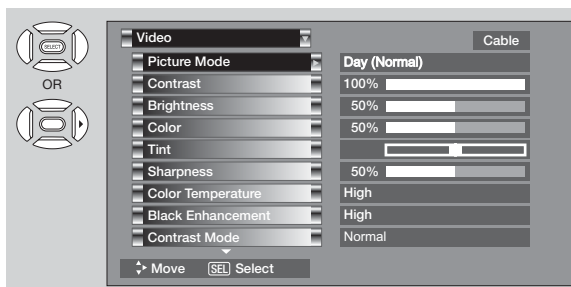 SELECT
OR
Video
Cable
Picture Mode Day (Normal)
Contrast 100%
Brightness 50%
Color 50%
Tint
Sharpness 50%
Color Temperature High
Black Enhancement High
Contrast Mode Normal
Move SEL Select